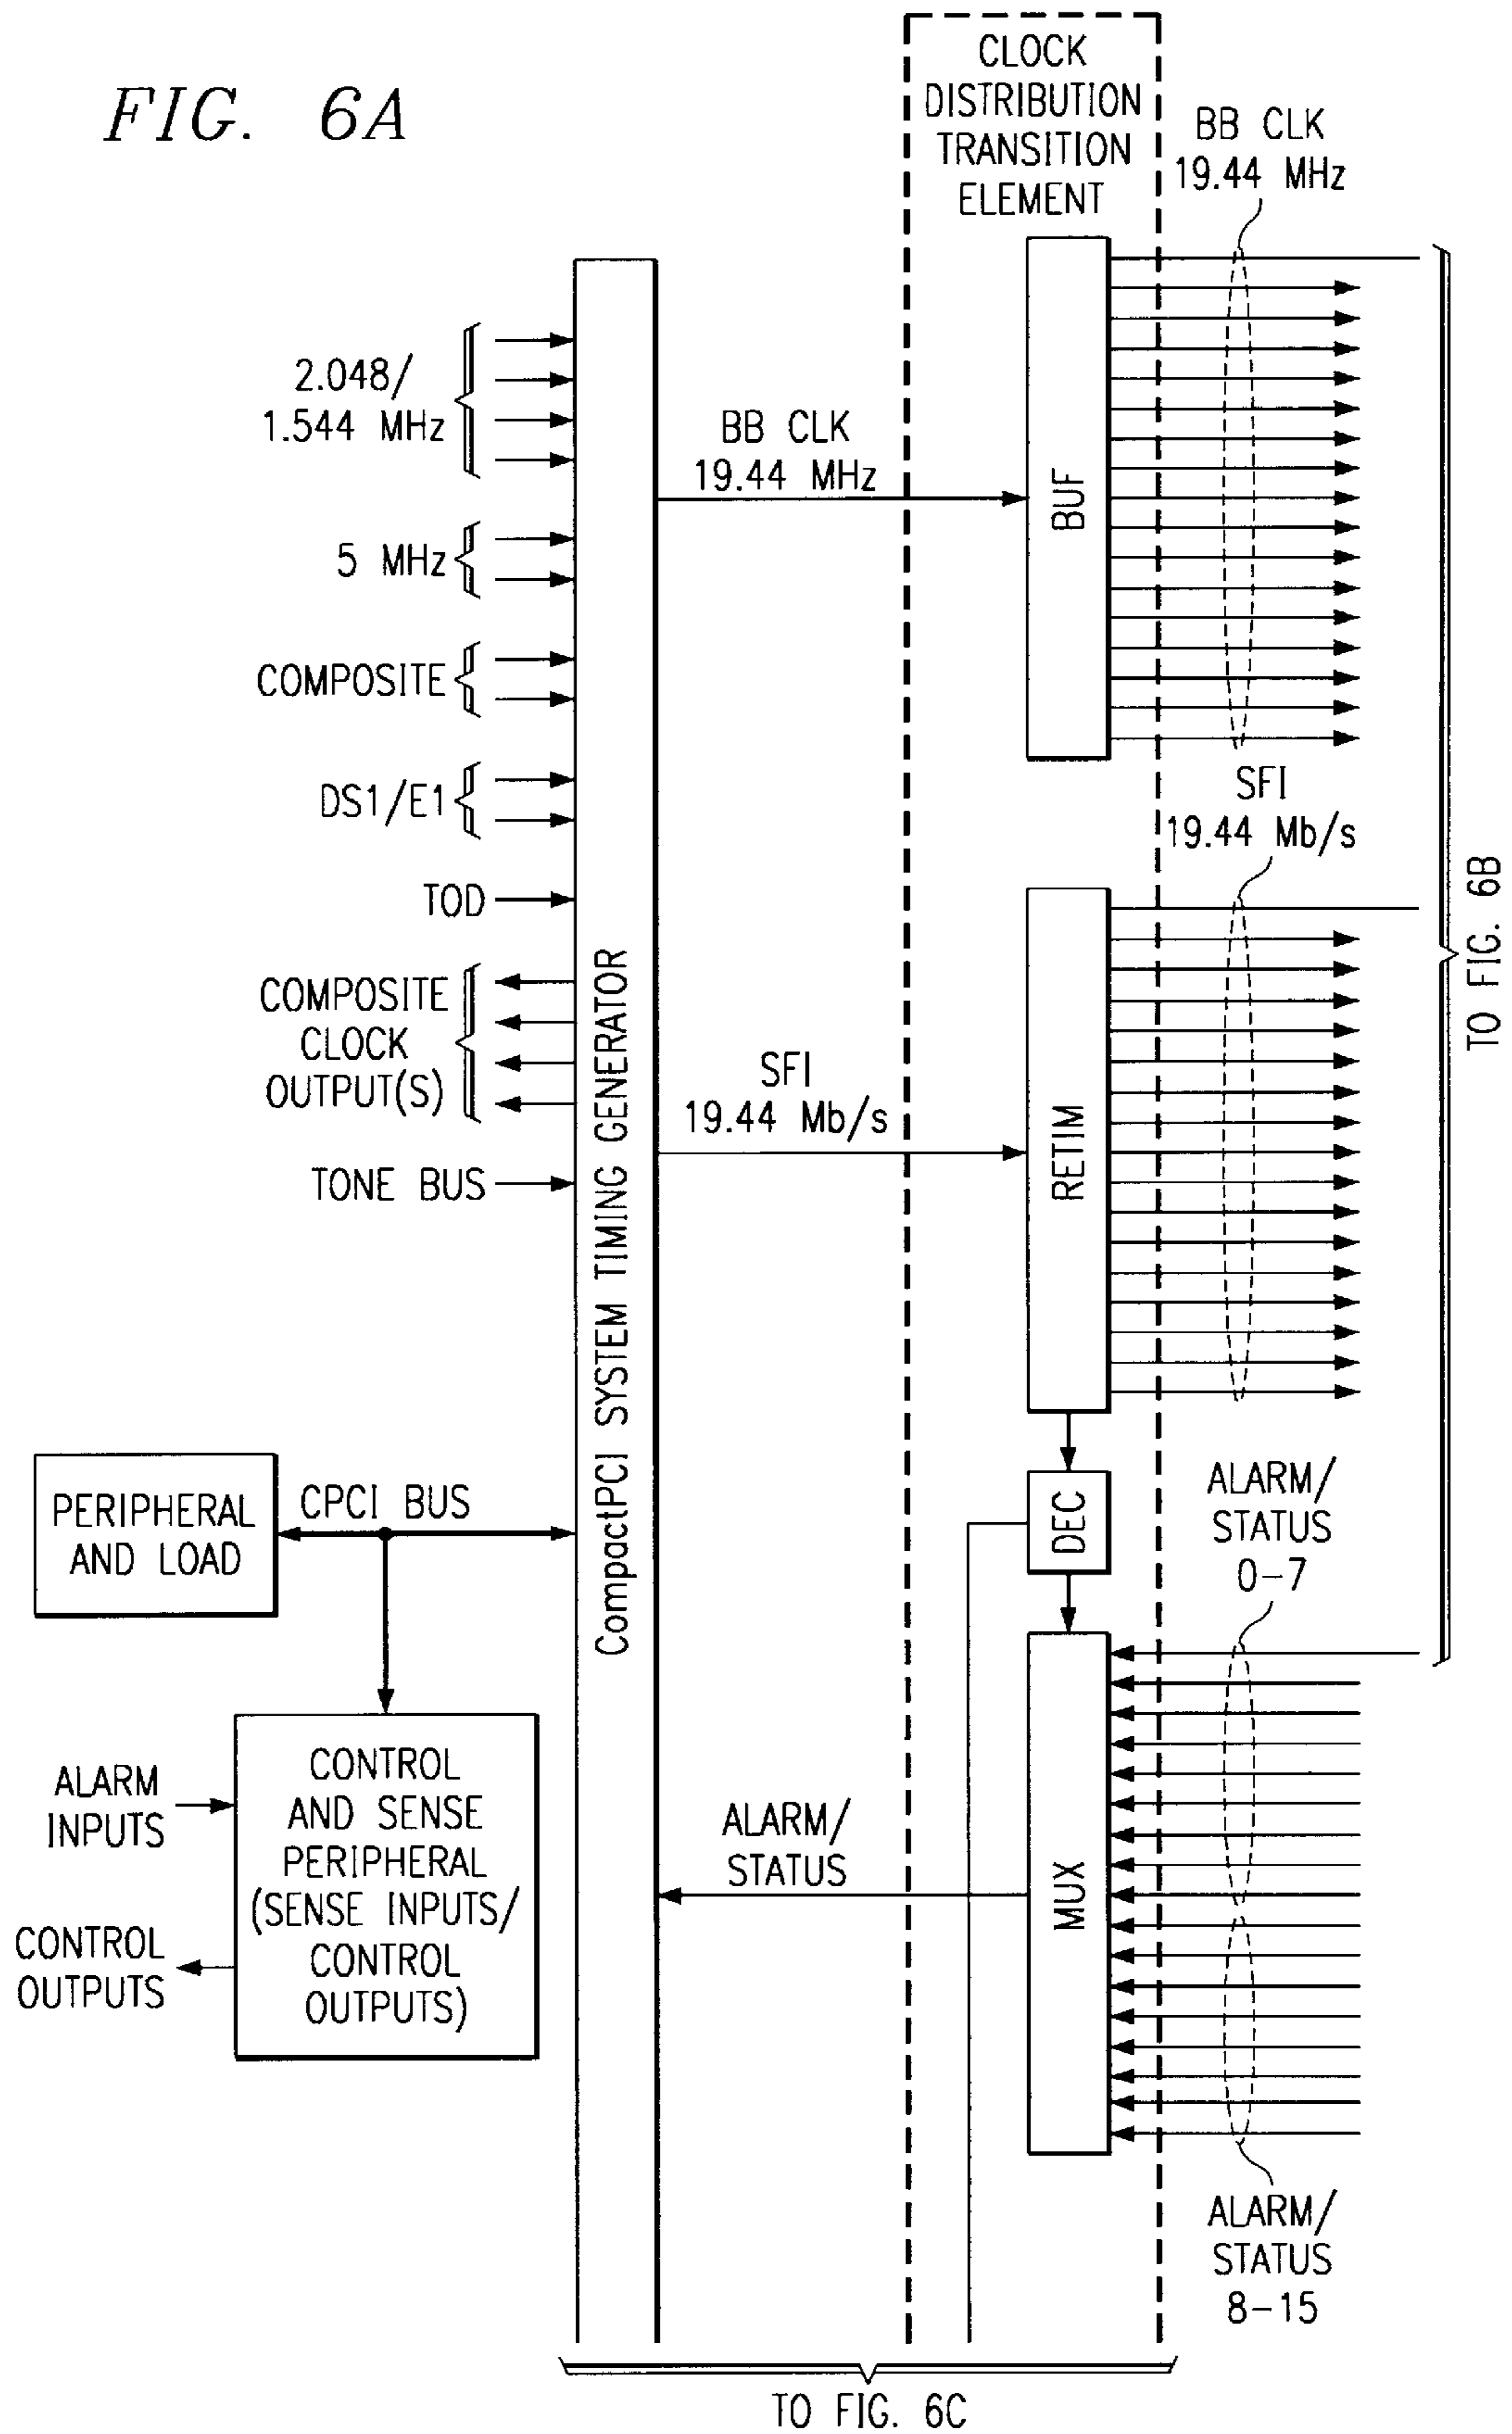 FIG. 6A
CLOCK
DISTRIBUTION
TRANSITION
ELEMENT
BB CLK
19.44 MHz
2.048/
1.544 MHz
5 MHz
COMPOSITE
DS1/E1
TOD
COMPOSITE
CLOCK
OUTPUT(S)
TONE BUS
CompactPCI SYSTEM TIMING GENERATOR
BB CLK
19.44 MHz
BUF
SFI
19.44 Mb/s
SFI
19.44 Mb/s
RETIM
TO FIG. 6B
PERIPHERAL
AND LOAD
CPCI BUS
DEC
ALARM/
STATUS
0-7
ALARM
INPUTS
CONTROL
OUTPUTS
CONTROL
AND SENSE
PERIPHERAL
(SENSE INPUTS/
CONTROL
OUTPUTS)
ALARM/
STATUS
MUX
ALARM/
STATUS
8-15
TO FIG. 6C